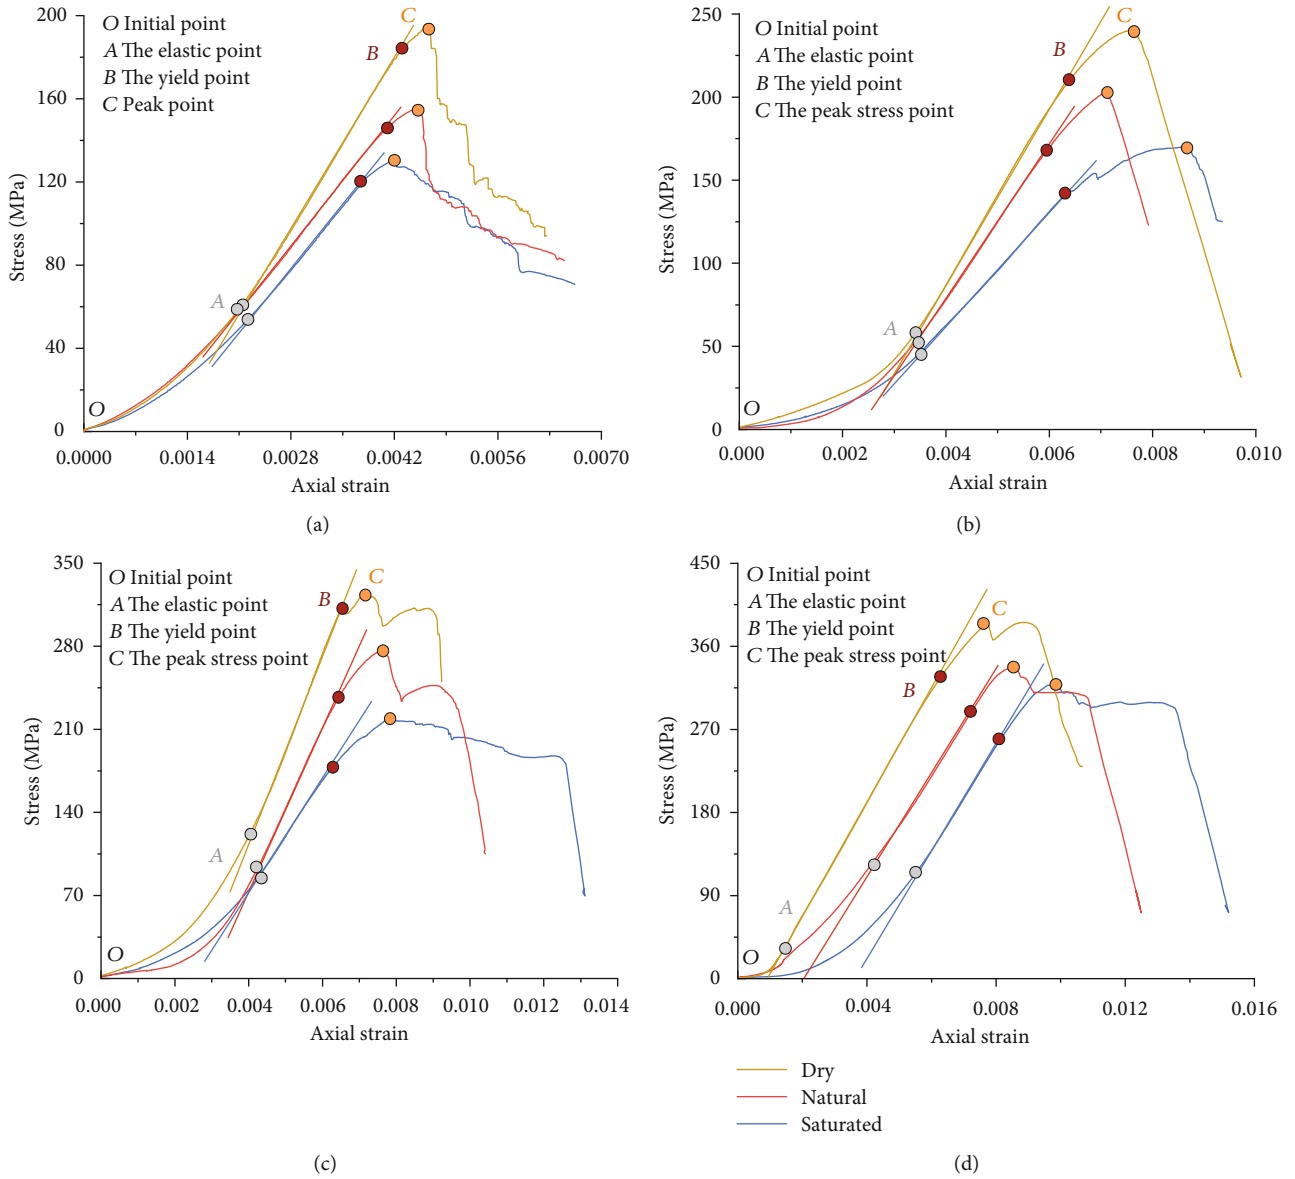 O Initial point
A The elastic point
B The yield point
C Peak point
200
160
120
80
40
0
Stress (MPa)
A
B
C
O
0.0000 0.0014 0.0028 0.0042 0.0056 0.0070
Axial strain
(a)
O Initial point
A The elastic point
B The yield point
C The peak stress point
250
200
150
100
50
0
Stress (MPa)
A
B
C
O
0.000 0.002 0.004 0.006 0.008 0.010
Axial strain
(b)
O Initial point
A The elastic point
B The yield point
C The peak stress point
350
280
210
140
70
0
Stress (MPa)
A
B
C
O
0.000 0.002 0.004 0.006 0.008 0.010 0.012 0.014
Axial strain
(c)
O Initial point
A The elastic point
B The yield point
C The peak stress point
450
360
270
180
90
0
Stress (MPa)
A
B
C
O
0.000 0.004 0.008 0.012 0.016
Axial strain
Dry
Natural
Saturated
(d)